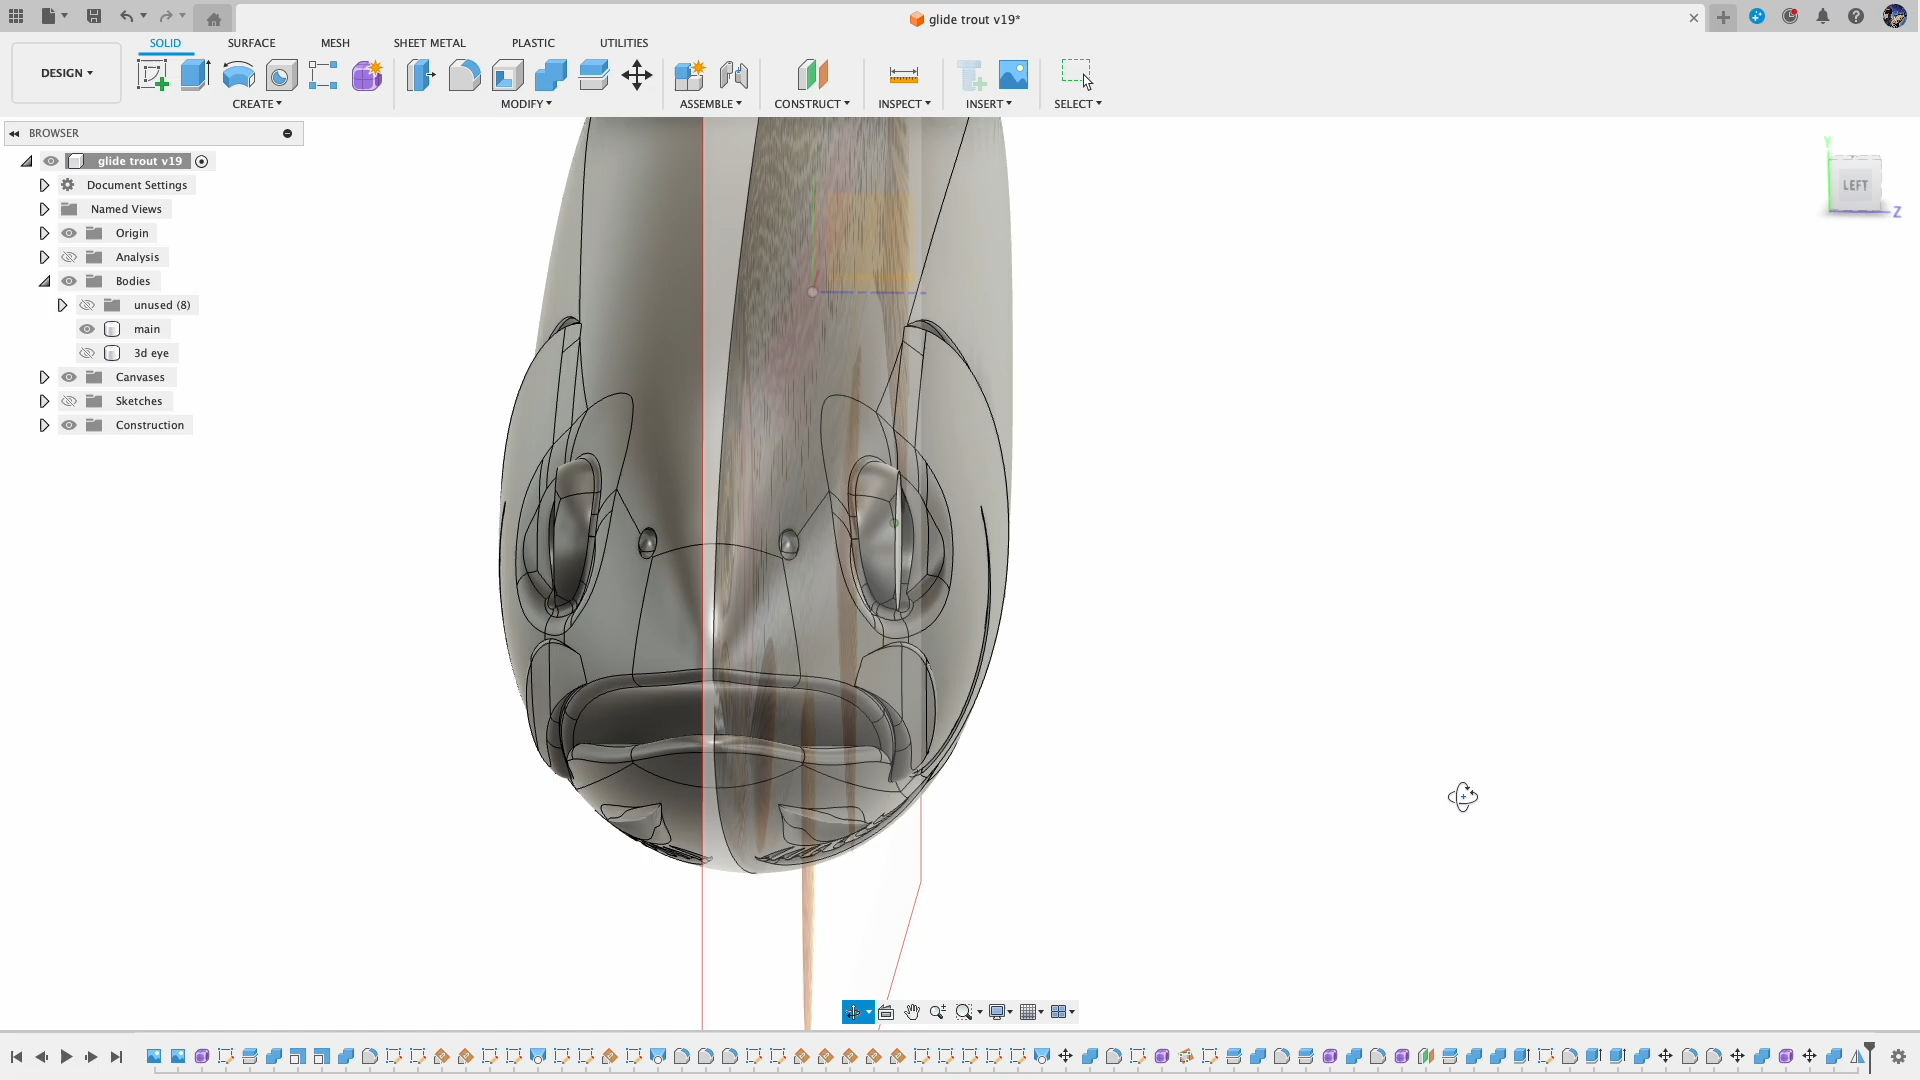 glide trout v19*
DESIGN
SOLID SURFACE MESH SHEET METAL PLASTIC UTILITIES
CREATE MODIFY ASSEMBLE CONSTRUCT INSPECT INSERT SELECT
BROWSER
glide trout v19
Document Settings
Named Views
Origin
Analysis
Bodies
unused (8)
main
3d eye
Canvases
Sketches
Construction
Y
LEFT
Z